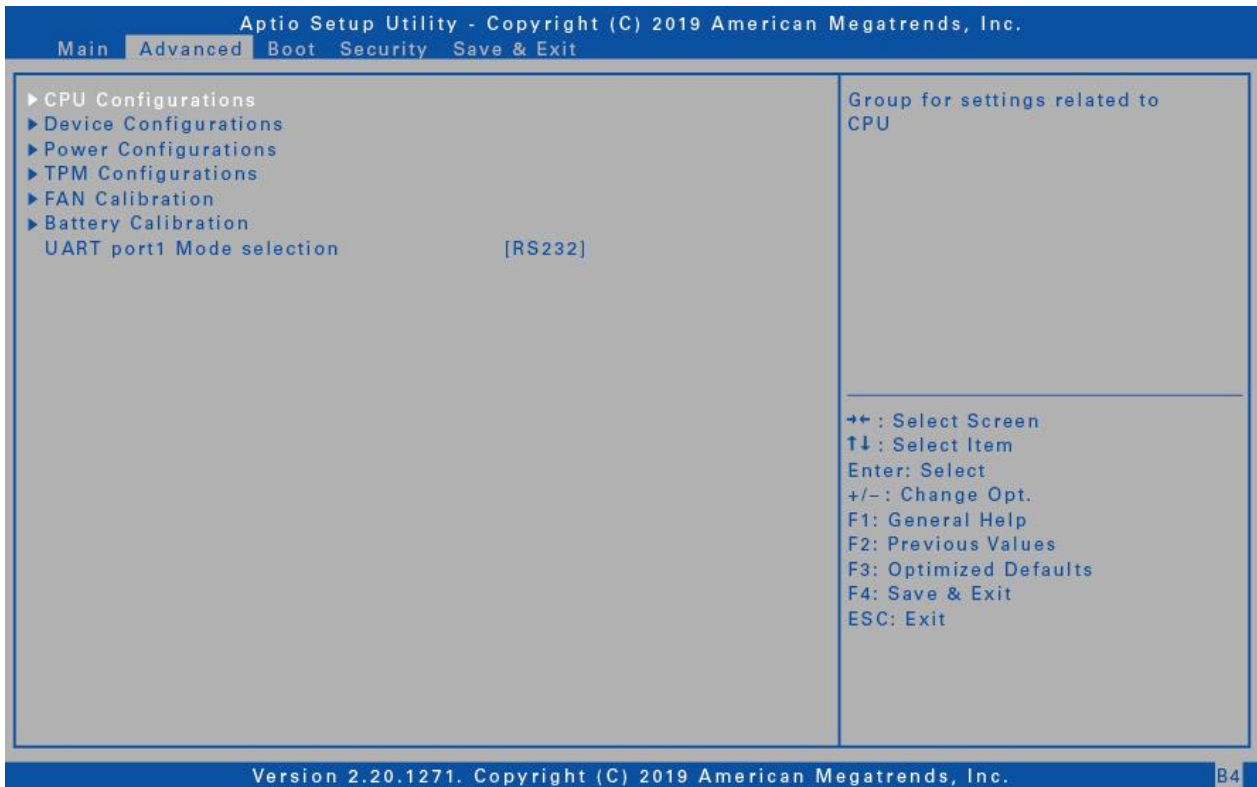 Aptio Setup Utility - Copyright (C) 2019 American Megatrends, Inc.
Main Advanced Boot Security Save & Exit
▶ CPU Configurations
▶ Device Configurations
▶ Power Configurations
▶ TPM Configurations
▶ FAN Calibration
▶ Battery Calibration
UART port1 Mode selection [RS232]
Group for settings related to
CPU
→← : Select Screen
↑↓ : Select Item
Enter: Select
+/- : Change Opt.
F1: General Help
F2: Previous Values
F3: Optimized Defaults
F4: Save & Exit
ESC: Exit
Version 2.20.1271. Copyright (C) 2019 American Megatrends, Inc.
B4